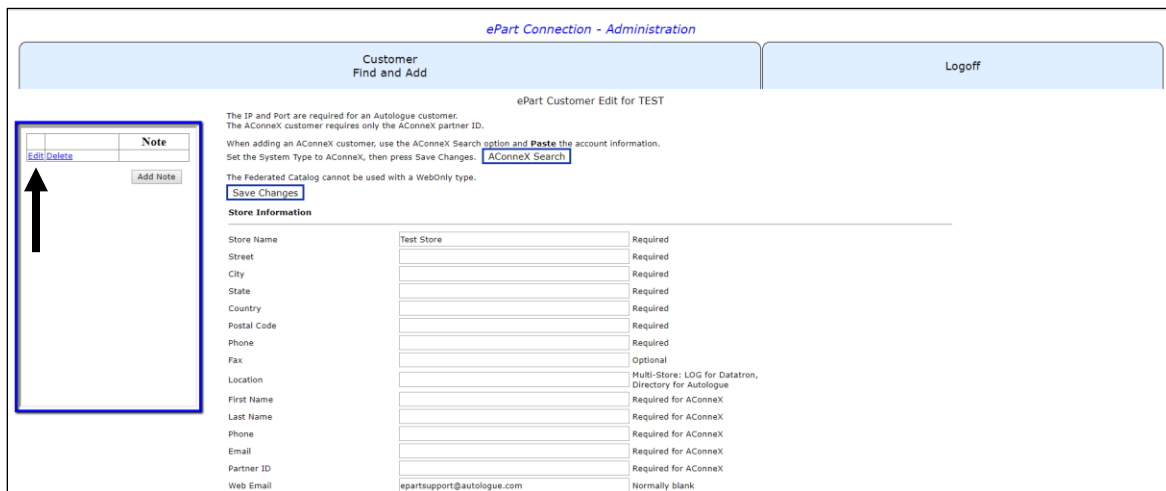 ePart Connection - Administration
Customer
Find and Add
Logoff
ePart Customer Edit for TEST
Note
Edit Delete
Add Note
The IP and Port are required for an Autologue customer.
The AConneX customer requires only the AConneX partner ID.
When adding an AConneX customer, use the AConneX Search option and Paste the account information.
Set the System Type to AConneX, then press Save Changes. AConneX Search
The Federated Catalog cannot be used with a WebOnly type.
Save Changes
Store Information
Store Name Test Store Required
Street Required
City Required
State Required
Country Required
Postal Code Required
Phone Required
Fax Optional
Location Multi-Store: LOG for Datatron,
Directory for Autologue
First Name Required for AConneX
Last Name Required for AConneX
Phone Required for AConneX
Email Required for AConneX
Partner ID Required for AConneX
Web Email epartsupport@autologue.com Normally blank